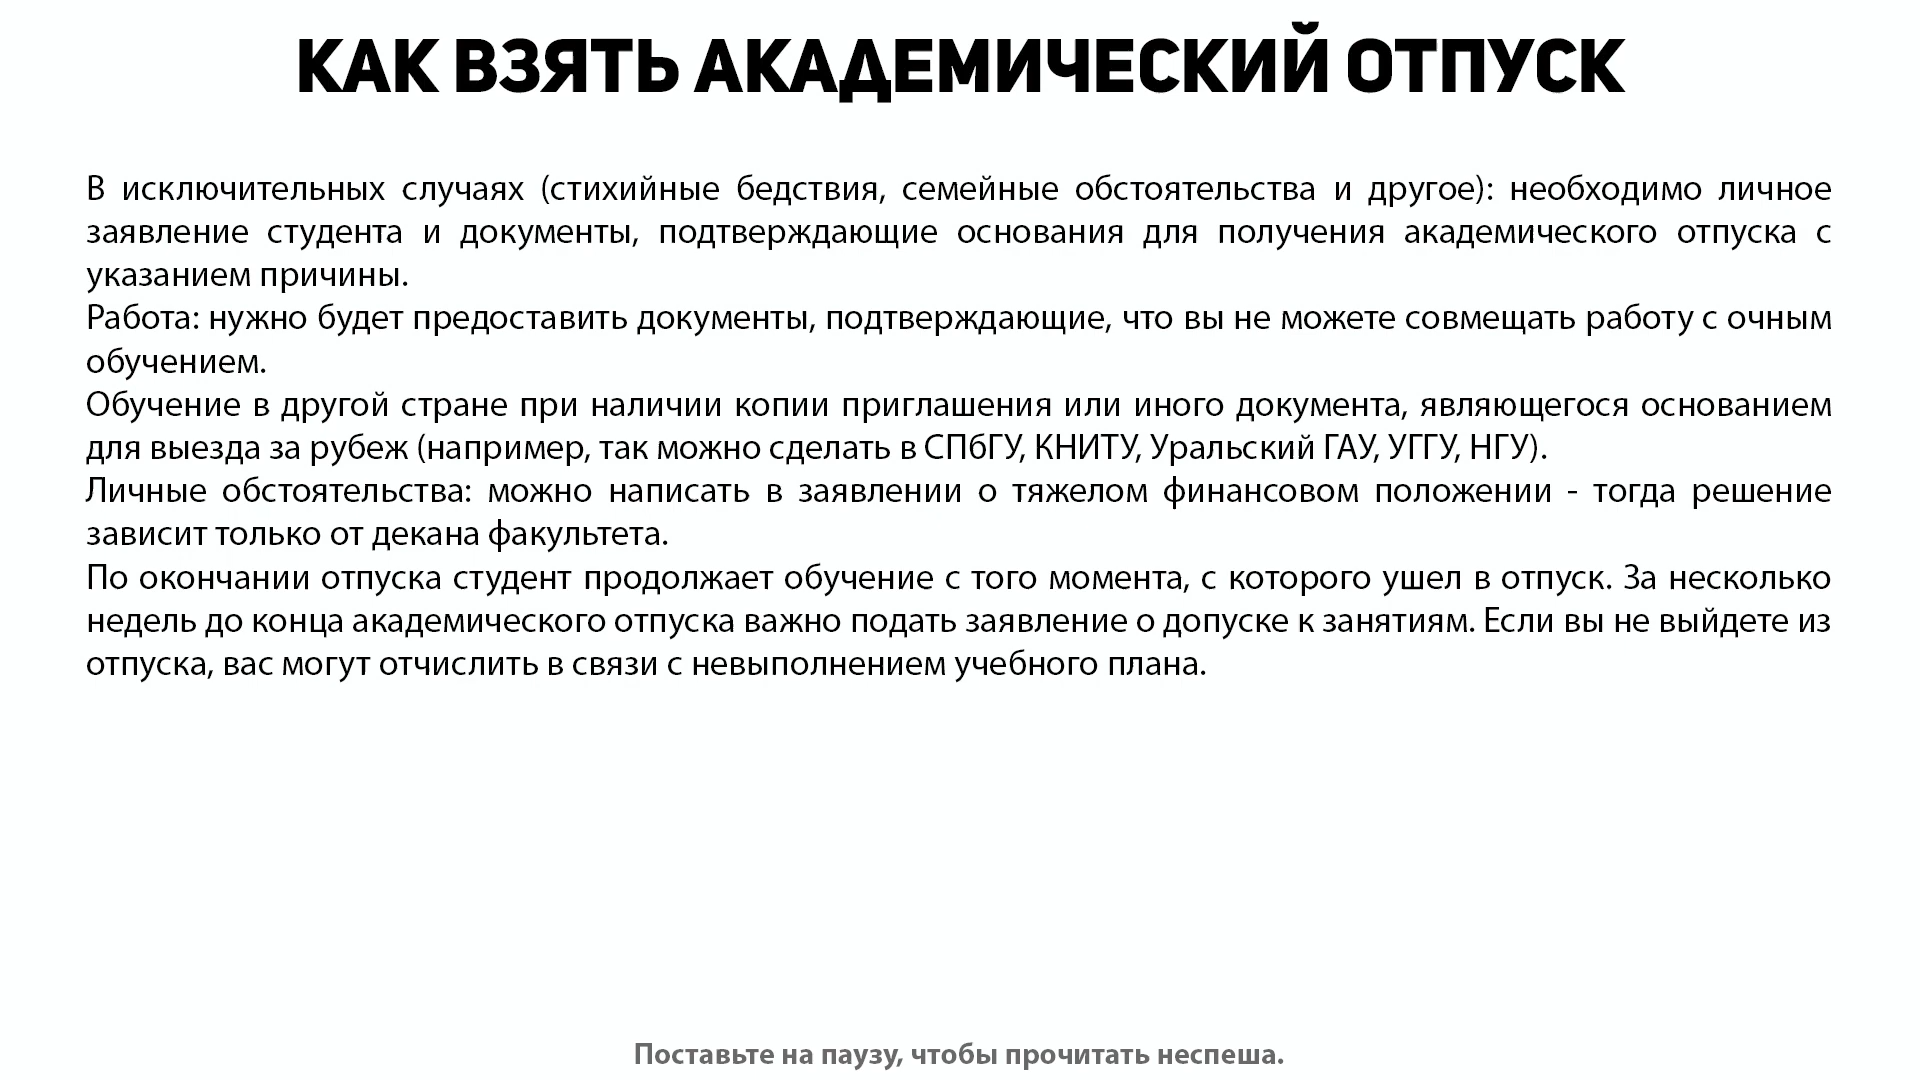 КАК ВЗЯТЬ АКАДЕМИЧЕСКИЙ ОТПУСК
В исключительных случаях (стихийные бедствия, семейные обстоятельства и другое): необходимо личное
заявление студента и документы, подтверждающие основания для получения академического отпуска с
указанием причины.
Работа: нужно будет предоставить документы, подтверждающие, что вы не можете совмещать работу с очным
обучением.
Обучение в другой стране при наличии копии приглашения или иного документа, являющегося основанием
для выезда за рубеж (например, так можно сделать в СПбГУ, КНИТУ, Уральский ГАУ, УГГУ, НГУ).
Личные обстоятельства: можно написать в заявлении о тяжелом финансовом положении - тогда решение
зависит только от декана факультета.
По окончании отпуска студент продолжает обучение с того момента, с которого ушел в отпуск. За несколько
недель до конца академического отпуска важно подать заявление о допуске к занятиям. Если вы не выйдете из
отпуска, вас могут отчислить в связи с невыполнением учебного плана.
Поставьте на паузу, чтобы прочитать неспеша.